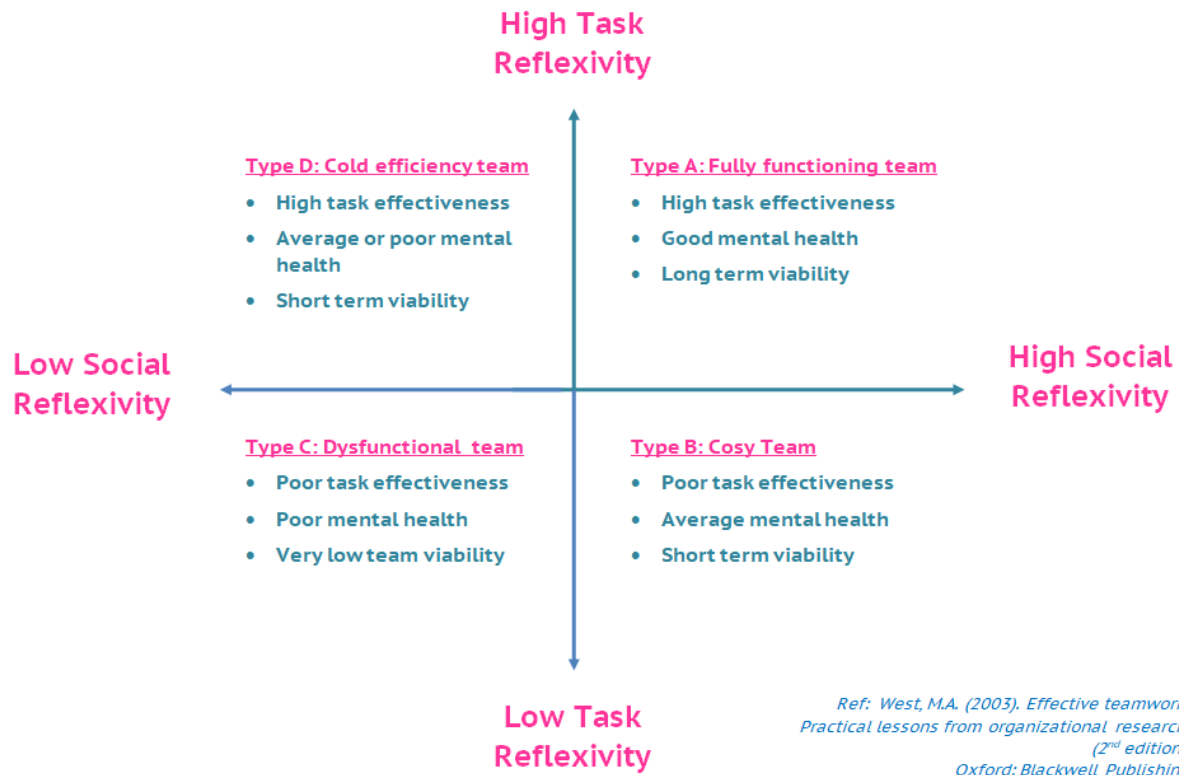 High Task
Reflexivity
Type D: Cold efficiency team
• High task effectiveness
• Average or poor mental
health
• Short term viability
Type A: Fully functioning team
• High task effectiveness
• Good mental health
• Long term viability
Low Social
Reflexivity
High Social
Reflexivity
Type C: Dysfunctional team
• Poor task effectiveness
• Poor mental health
• Very low team viability
Type B: Cosy Team
• Poor task effectiveness
• Average mental health
• Short term viability
Low Task
Reflexivity
Ref: West, M.A. (2003). Effective teamwor
Practical lessons from organizational researc
(2nd edition
Oxford: Blackwell Publishin